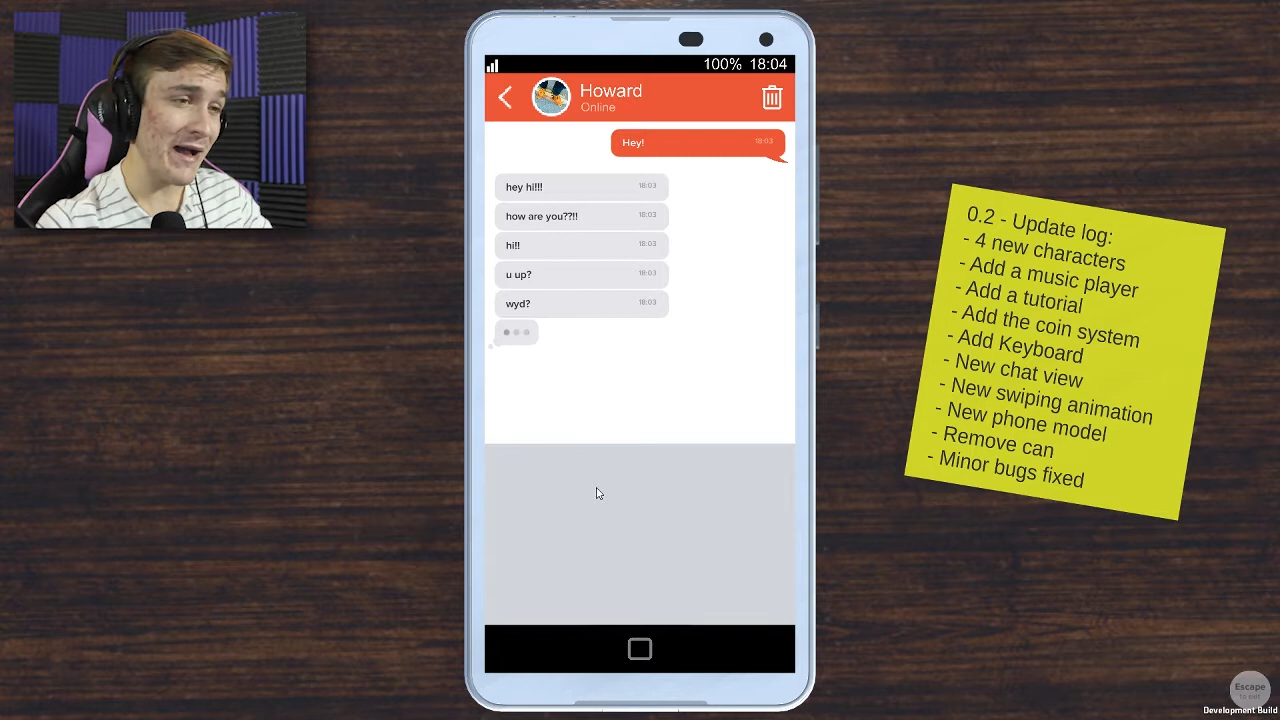 100% 18:04
Howard
Online
Hey! 18:03
hey hi!!! 18:03
how are you??!! 18:03
hi!! 18:03
u up? 18:03
wyd? 18:03
0.2 - Update log:
- 4 new characters
- Add a music player
- Add a tutorial
- Add the coin system
- Add Keyboard
- New chat view
- New swiping animation
- New phone model
- Remove can
- Minor bugs fixed
Escape
to exit
Development Build